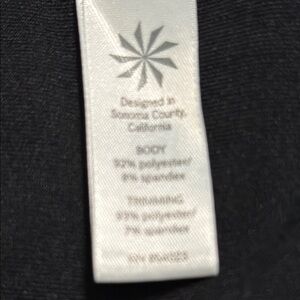 Designed in
Sonoma County,
California
BODY
92% polyester/
8% spandex
TRIMMING
93% polyester/
7% spandex